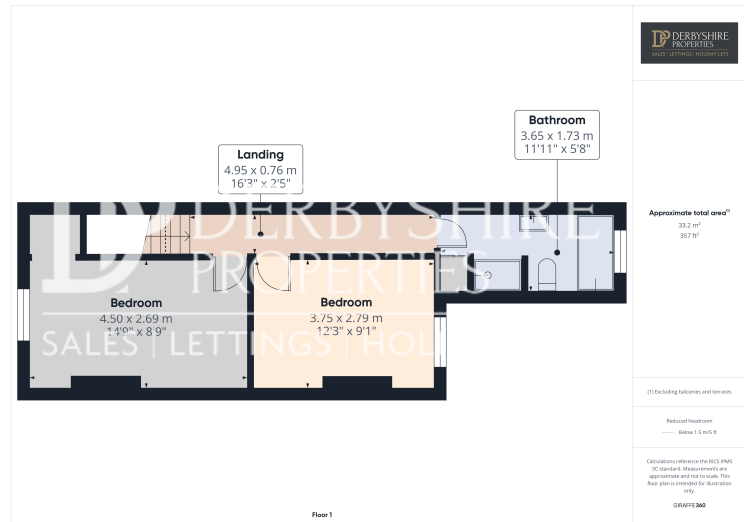 DERBYSHIRE
PROPERTIES
SALES | LETTINGS | HOLIDAY LETS
Bathroom
3.65 x 1.73 m
11'11" x 5'8"
Landing
4.95 x 0.76 m
16'3" x 2'5"
DERBYSHIRE
PROPERTIES
SALES | LETTINGS | HOL
Bedroom
4.50 x 2.69 m
14'9" x 8'9"
Bedroom
3.75 x 2.79 m
12'3" x 9'1"
Approximate total area(1)
33.2 m²
357 ft²
(1) Excluding balconies and terraces
Reduced headroom
Below 1.5 m/5 ft
Calculations reference the RICS IPMS
3C standard. Measurements are
approximate and not to scale. This
floor plan is intended for illustration
only.
GIRAFFE360
Floor 1